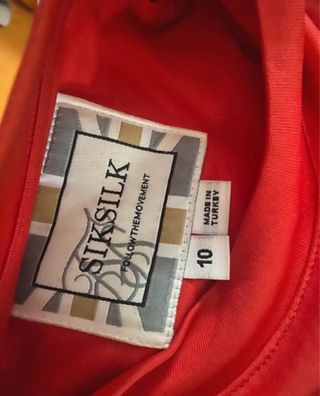 SIKSILK
FOLLOWTHEMOVEMENT
MADE IN
TURKEY
10